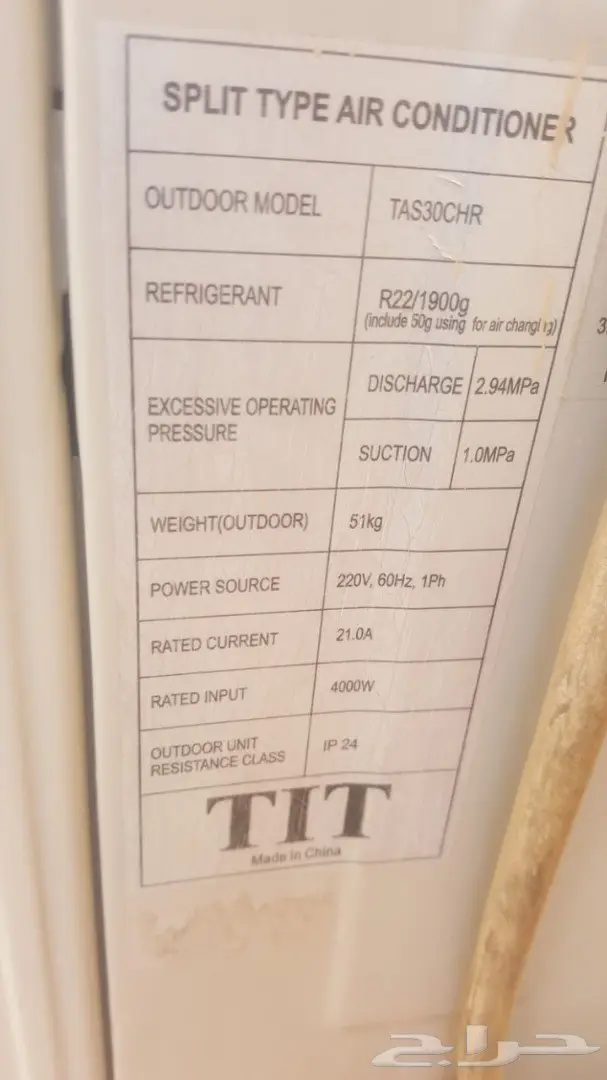 SPLIT TYPE AIR CONDITIONER
OUTDOOR MODEL TAS30CHR
REFRIGERANT R22/1900g
(include 50g using for air changing)
EXCESSIVE OPERATING PRESSURE
DISCHARGE 2.94MPa
SUCTION 1.0MPa
WEIGHT(OUTDOOR) 51kg
POWER SOURCE 220V, 60Hz, 1Ph
RATED CURRENT 21.0A
RATED INPUT 4000W
OUTDOOR UNIT
RESISTANCE CLASS IP 24
TIT
Made in China
حراج